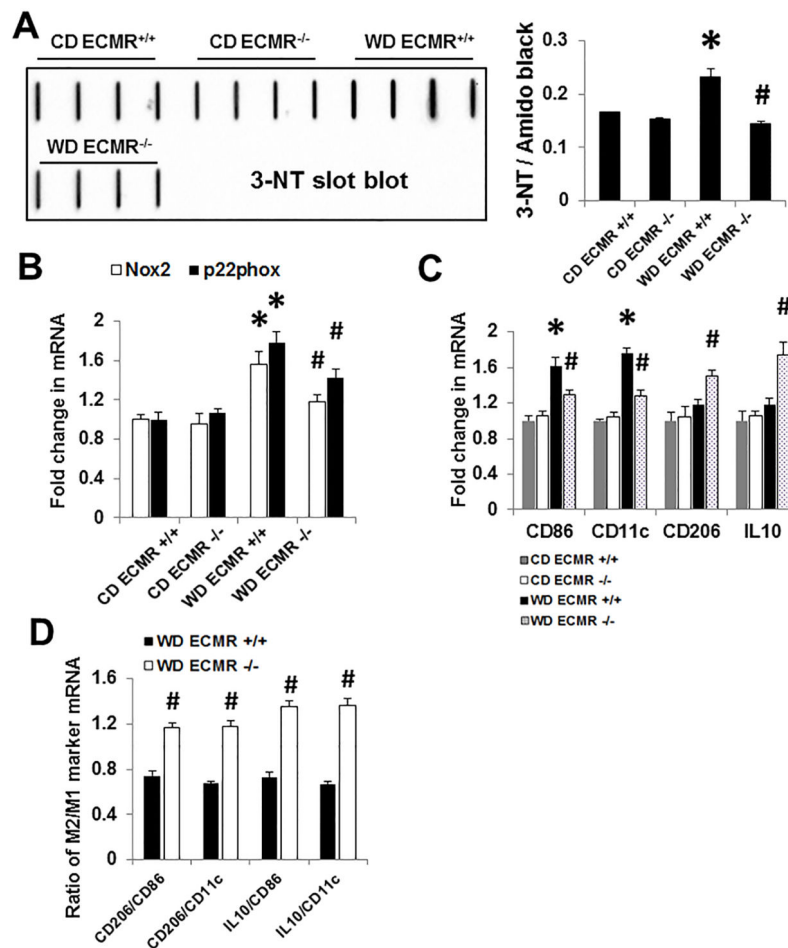 A
CD ECMR+/+ CD ECMR-/- WD ECMR+/+
WD ECMR-/-
3-NT slot blot
3-NT / Amido black
0.3
0.2
0.1
0
*
#
CD ECMR +/+
CD ECMR -/-
WD ECMR +/+
WD ECMR -/-
B
Nox2 p22phox
Fold change in mRNA
2
1.6
1.2
0.8
0.4
0
* *
# #
CD ECMR +/+
CD ECMR -/-
WD ECMR +/+
WD ECMR -/-
C
Fold change in mRNA
2
1.6
1.2
0.8
0.4
0
* # * # # #
CD86 CD11c CD206 IL10
CD ECMR +/+
CD ECMR -/-
WD ECMR +/+
WD ECMR -/-
D
WD ECMR +/+
WD ECMR -/-
Ratio of M2/M1 marker mRNA
1.6
1.2
0.8
0.4
0
# # # #
CD206/CD86
CD206/CD11c
IL10/CD86
IL10/CD11c